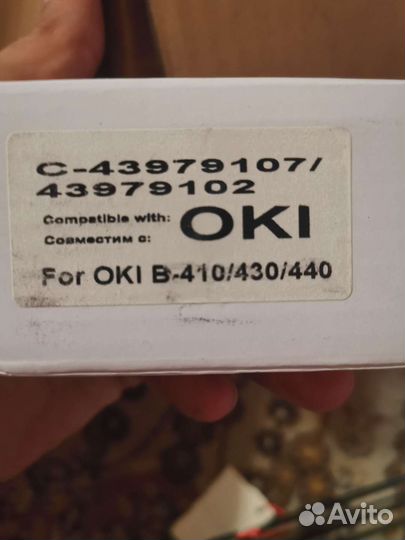 C-43979107/
43979102
Compatible with:
Совместим с:
OKI
For OKI B-410/430/440
Avito